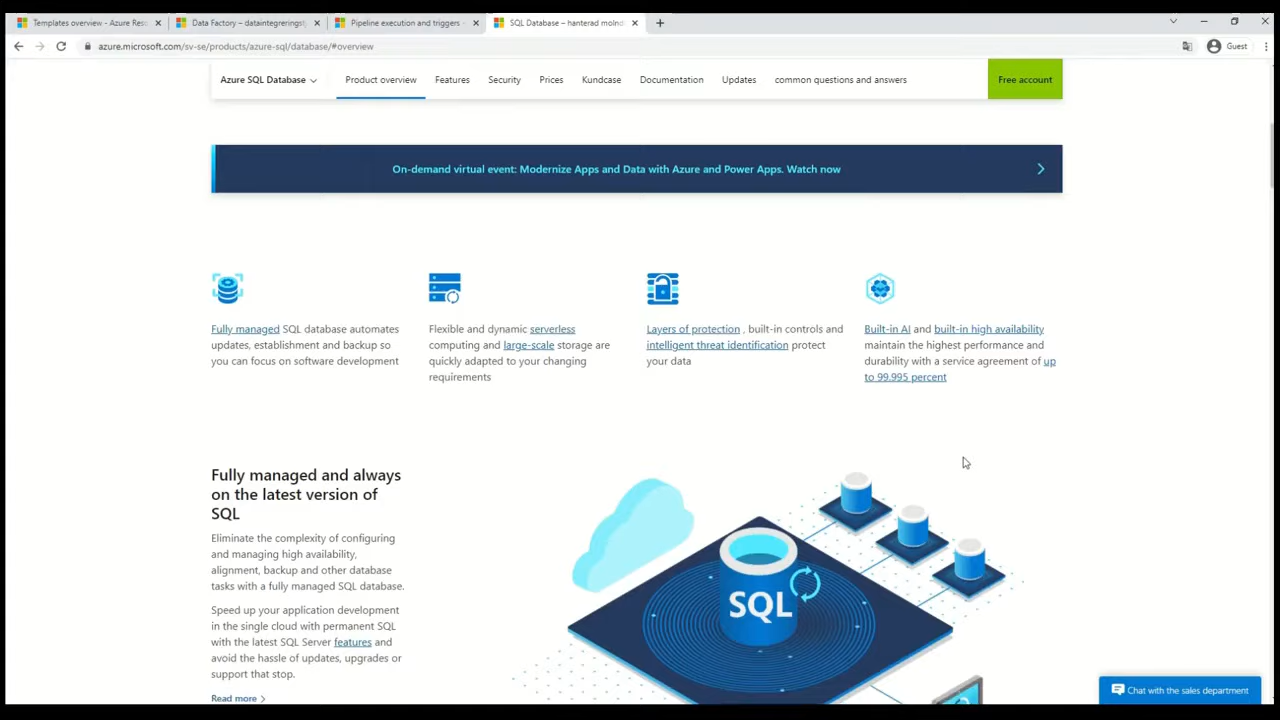 Templates overview - Azure Reso
Data Factory – dataintegreringst
Pipeline execution and triggers -
SQL Database – hanterad molnd
azure.microsoft.com/sv-se/products/azure-sql/database/#overview
Guest
Azure SQL Database
Product overview
Features
Security
Prices
Kundcase
Documentation
Updates
common questions and answers
Free account
On-demand virtual event: Modernize Apps and Data with Azure and Power Apps. Watch now
Fully managed SQL database automates
updates, establishment and backup so
you can focus on software development
Flexible and dynamic serverless
computing and large-scale storage are
quickly adapted to your changing
requirements
Layers of protection , built-in controls and
intelligent threat identification protect
your data
Built-in AI and built-in high availability
maintain the highest performance and
durability with a service agreement of up
to 99.995 percent
Fully managed and always
on the latest version of
SQL
Eliminate the complexity of configuring
and managing high availability,
alignment, backup and other database
tasks with a fully managed SQL database.
Speed up your application development
in the single cloud with permanent SQL
with the latest SQL Server features and
avoid the hassle of updates, upgrades or
support that stop.
Read more
SQL
Chat with the sales department